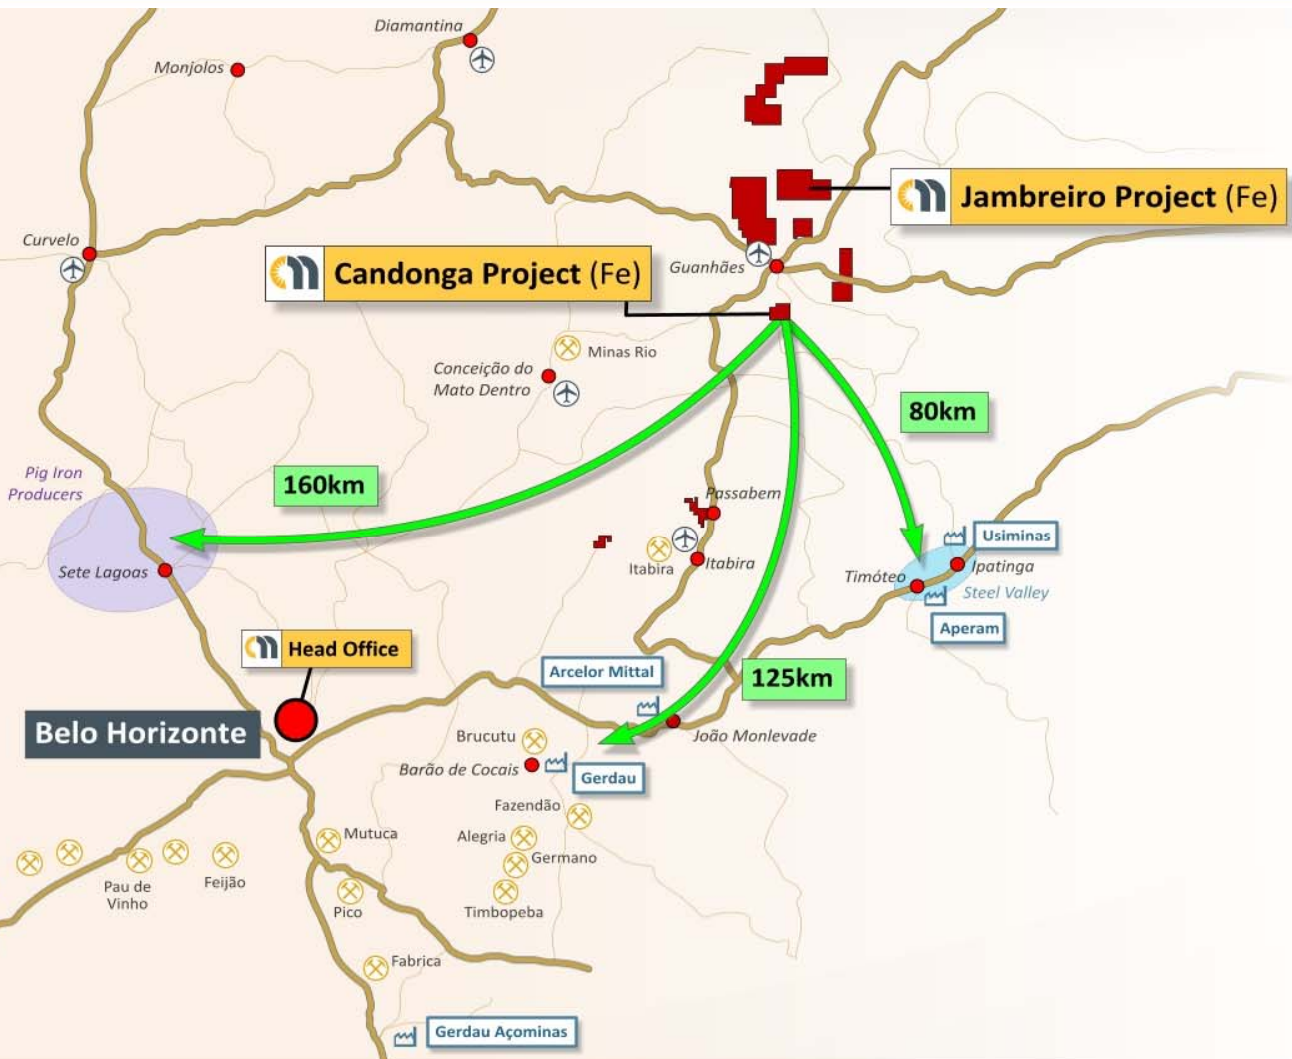 Diamantina
Monjolos
Jambreiro Project (Fe)
Curvelo
Candonga Project (Fe)
Guanhães
Minas Rio
Conceição do
Mato Dentro
80km
Pig Iron
Producers
160km
Passabem
Usiminas
Sete Lagoas
Itabira
Itabira
Timóteo
Ipatinga
Steel Valley
Aperam
Head Office
Arcelor Mittal
125km
Belo Horizonte
Brucutu
João Monlevade
Barão de Cocais
Gerdau
Fazendão
Mutuca
Alegria
Germano
Pau de
Vinho
Feijão
Pico
Timbopeba
Fabrica
Gerdau Açominas